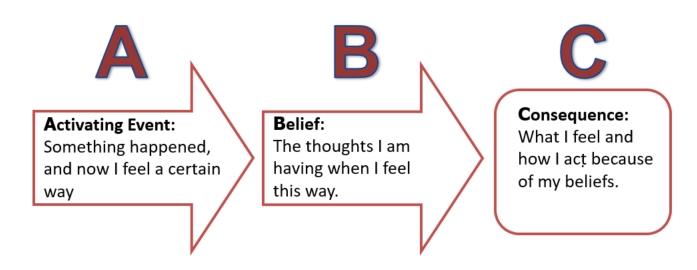 A
B
C
Activating Event:
Something happened,
and now I feel a certain
way
Belief:
The thoughts I am
having when I feel
this way.
Consequence:
What I feel and
how I act because
of my beliefs.